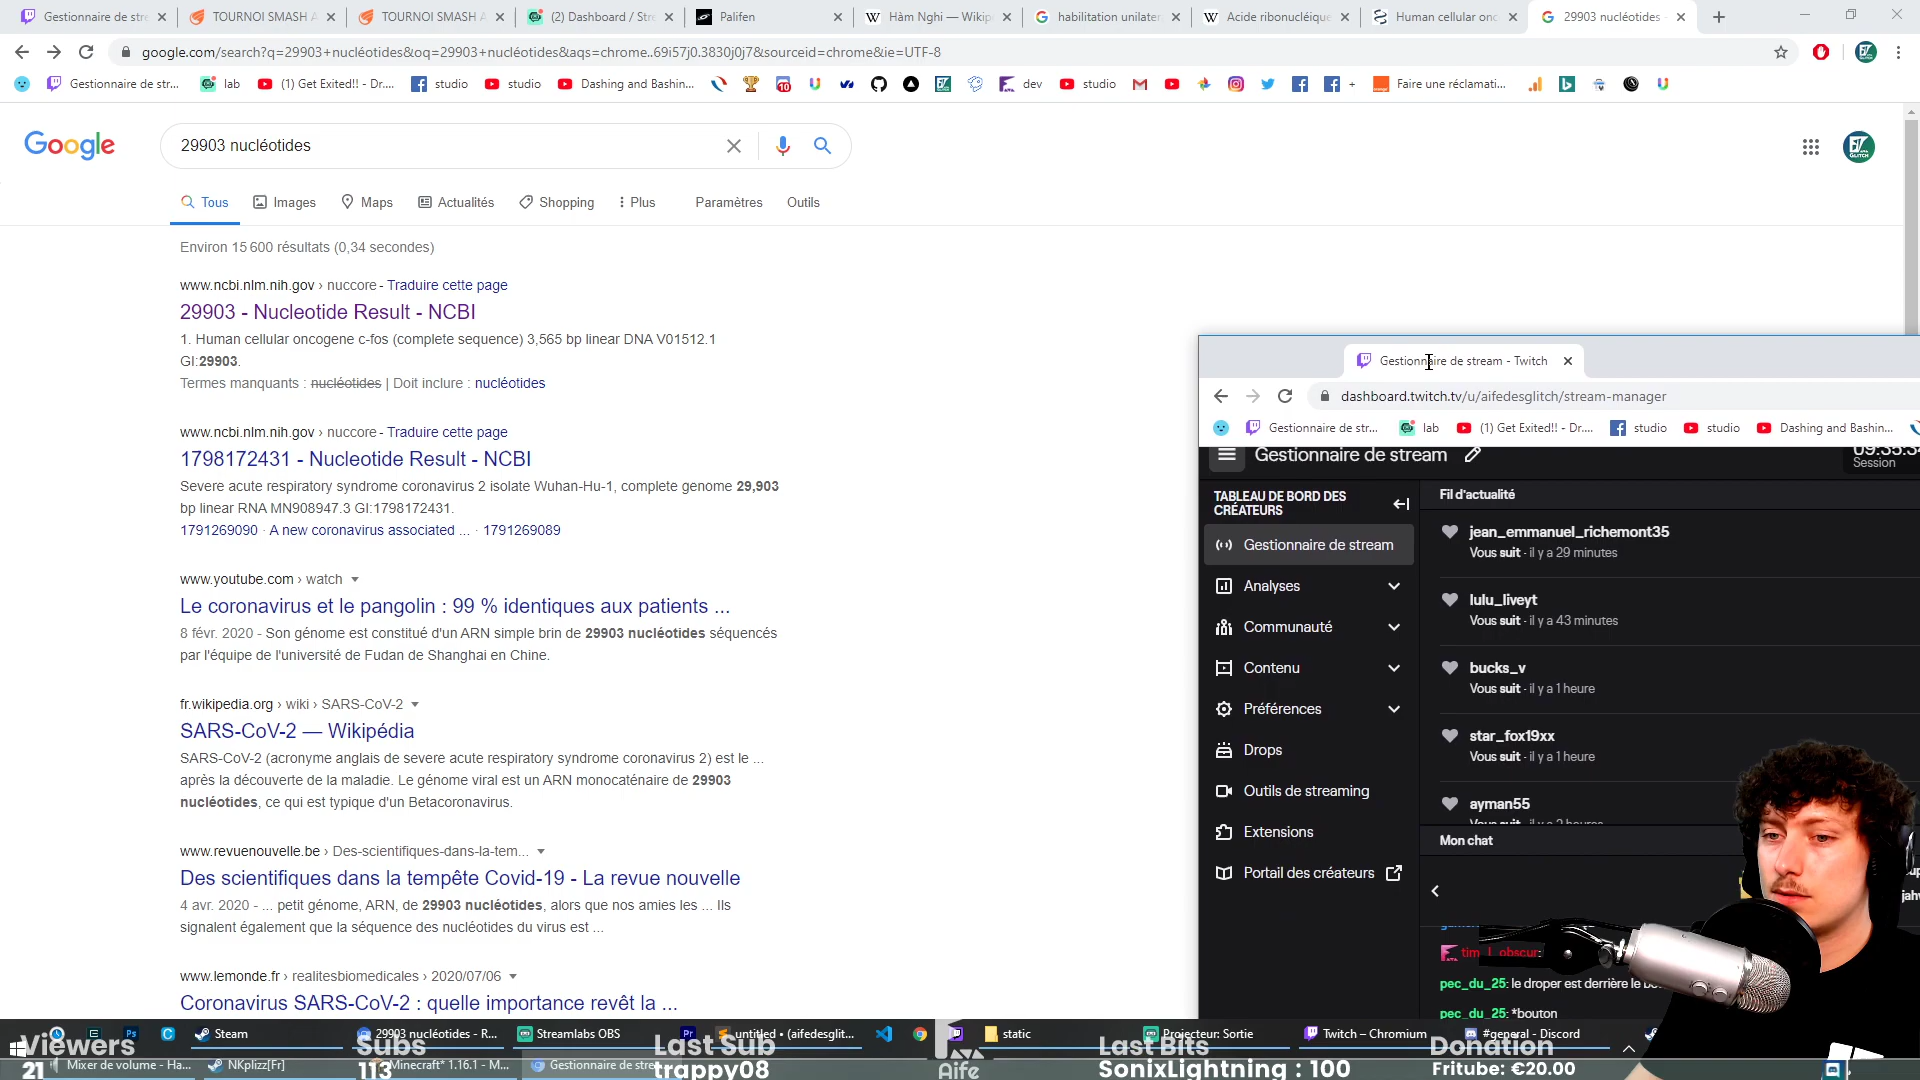 Gestionnaire de stre
TOURNOI SMASH A
TOURNOI SMASH A
(2) Dashboard / Stre
Palifen
Hàm Nghi — Wikip
habilitation unilater
Acide ribonucléique
Human cellular onc
29903 nucléotides -
google.com/search?q=29903+nucléotides&oq=29903+nucléotides&aqs=chrome..69i57j0.3830j0j7&sourceid=chrome&ie=UTF-8
Gestionnaire de str...
lab
(1) Get Exited!! - Dr....
studio
studio
Dashing and Bashin...
10
dev
studio
+
Faire une réclamati...
Google
29903 nucléotides
Tous
Images
Maps
Actualités
Shopping
Plus
Paramètres
Outils
Environ 15 600 résultats (0,34 secondes)
www.ncbi.nlm.nih.gov › nuccore - Traduire cette page
29903 - Nucleotide Result - NCBI
1. Human cellular oncogene c-fos (complete sequence) 3,565 bp linear DNA V01512.1
GI:29903.
Termes manquants : nucléotides | Doit inclure : nucléotides
www.ncbi.nlm.nih.gov › nuccore - Traduire cette page
1798172431 - Nucleotide Result - NCBI
Severe acute respiratory syndrome coronavirus 2 isolate Wuhan-Hu-1, complete genome 29,903
bp linear RNA MN908947.3 GI:1798172431.
1791269090 · A new coronavirus associated ... · 1791269089
www.youtube.com › watch
Le coronavirus et le pangolin : 99 % identiques aux patients ...
8 févr. 2020 - Son génome est constitué d'un ARN simple brin de 29903 nucléotides séquencés
par l'équipe de l'université de Fudan de Shanghai en Chine.
fr.wikipedia.org › wiki › SARS-CoV-2
SARS-CoV-2 — Wikipédia
SARS-CoV-2 (acronyme anglais de severe acute respiratory syndrome coronavirus 2) est le ...
après la découverte de la maladie. Le génome viral est un ARN monocaténaire de 29903
nucléotides, ce qui est typique d'un Betacoronavirus.
www.revuenouvelle.be › Des-scientifiques-dans-la-tem...
Des scientifiques dans la tempête Covid-19 - La revue nouvelle
4 avr. 2020 - ... petit génome, ARN, de 29903 nucléotides, alors que nos amies les ... Ils
signalent également que la séquence des nucléotides du virus est ...
www.lemonde.fr › realitesbiomedicales › 2020/07/06
Coronavirus SARS-CoV-2 : quelle importance revêt la ...
Gestionnaire de stream - Twitch
dashboard.twitch.tv/u/aifedesglitch/stream-manager
Gestionnaire de str...
lab
(1) Get Exited!! - Dr....
studio
studio
Dashing and Bashin...
Gestionnaire de stream
Session
TABLEAU DE BORD DES
CRÉATEURS
Gestionnaire de stream
Analyses
Communauté
Contenu
Préférences
Drops
Outils de streaming
Extensions
Portail des créateurs
Fil d'actualité
jean_emmanuel_richemont35
Vous suit - il y a 29 minutes
lulu_liveyt
Vous suit - il y a 43 minutes
bucks_v
Vous suit - il y a 1 heure
star_fox19xx
Vous suit - il y a 1 heure
ayman55
Vous suit - il y a 2 heures
Mon chat
tim_l_obscur:
pec_du_25: le droper est derrière le
pec_du_25: *bouton
Steam
29903 nucléotides - R...
Streamlabs OBS
untitled • (aifedesglit...
static
Projecteur: Sortie
Twitch – Chromium
#general - Discord
Mixer de volume - Ha...
NKplizz[Fr]
Minecraft* 1.16.1 - M...
Gestionnaire de stre
Viewers
21
Subs
113
Last Sub
trappy08
Aife
Last Bits
SonixLightning : 100
Donation
Fritube: €20.00